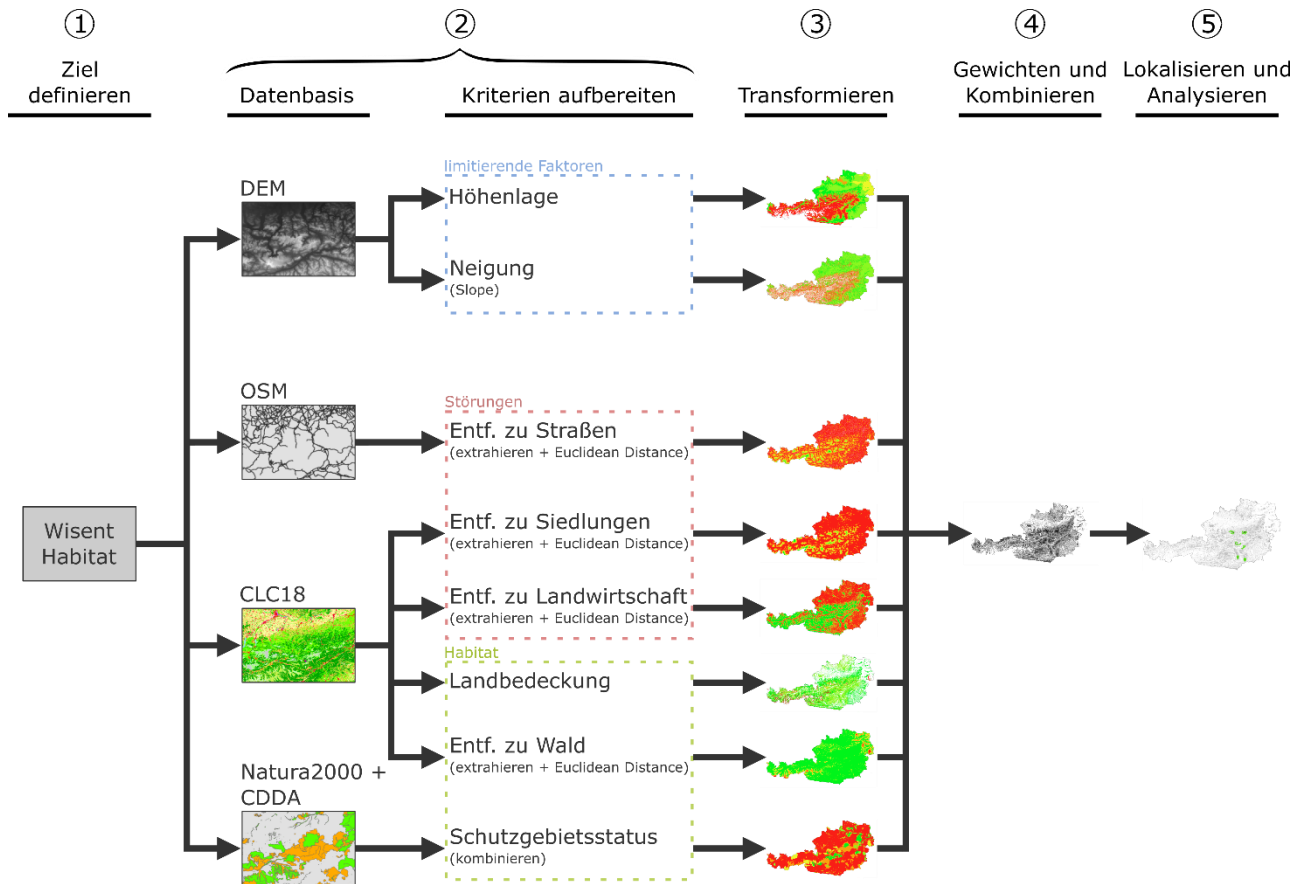 ①
②
③
④
⑤
Ziel
definieren
Datenbasis
Kriterien aufbereiten
Transformieren
Gewichten und
Kombinieren
Lokalisieren und
Analysieren
limitierende Faktoren
DEM
Höhenlage
Neigung
(Slope)
OSM
Störungen
Entf. zu Straßen
(extrahieren + Euclidean Distance)
Wisent
Habitat
Entf. zu Siedlungen
(extrahieren + Euclidean Distance)
CLC18
Entf. zu Landwirtschaft
(extrahieren + Euclidean Distance)
Habitat
Landbedeckung
Entf. zu Wald
(extrahieren + Euclidean Distance)
Natura2000 +
CDDA
Schutzgebietsstatus
(kombinieren)